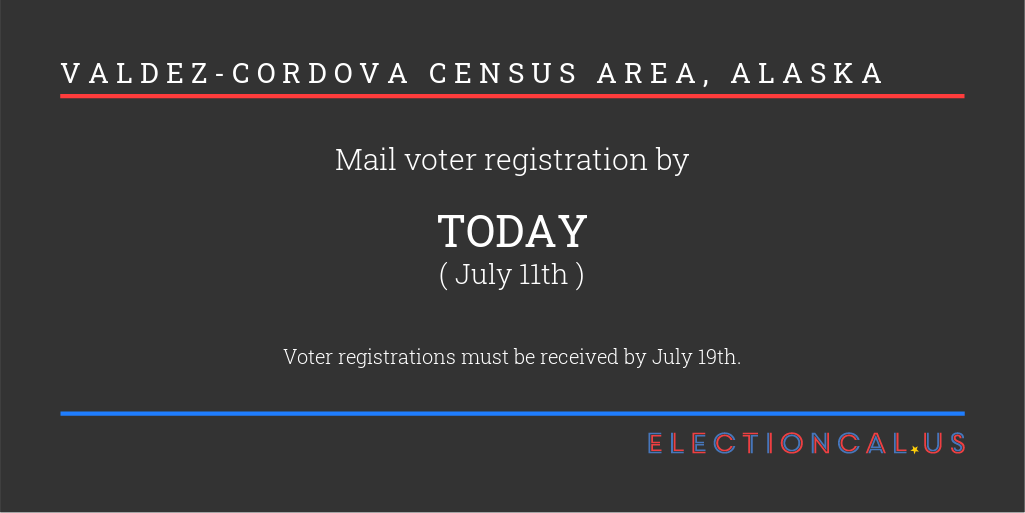 VALDEZ-CORDOVA CENSUS AREA, ALASKA
Mail voter registration by
TODAY
( July 11th )
Voter registrations must be received by July 19th.
ELECTIONCAL.US